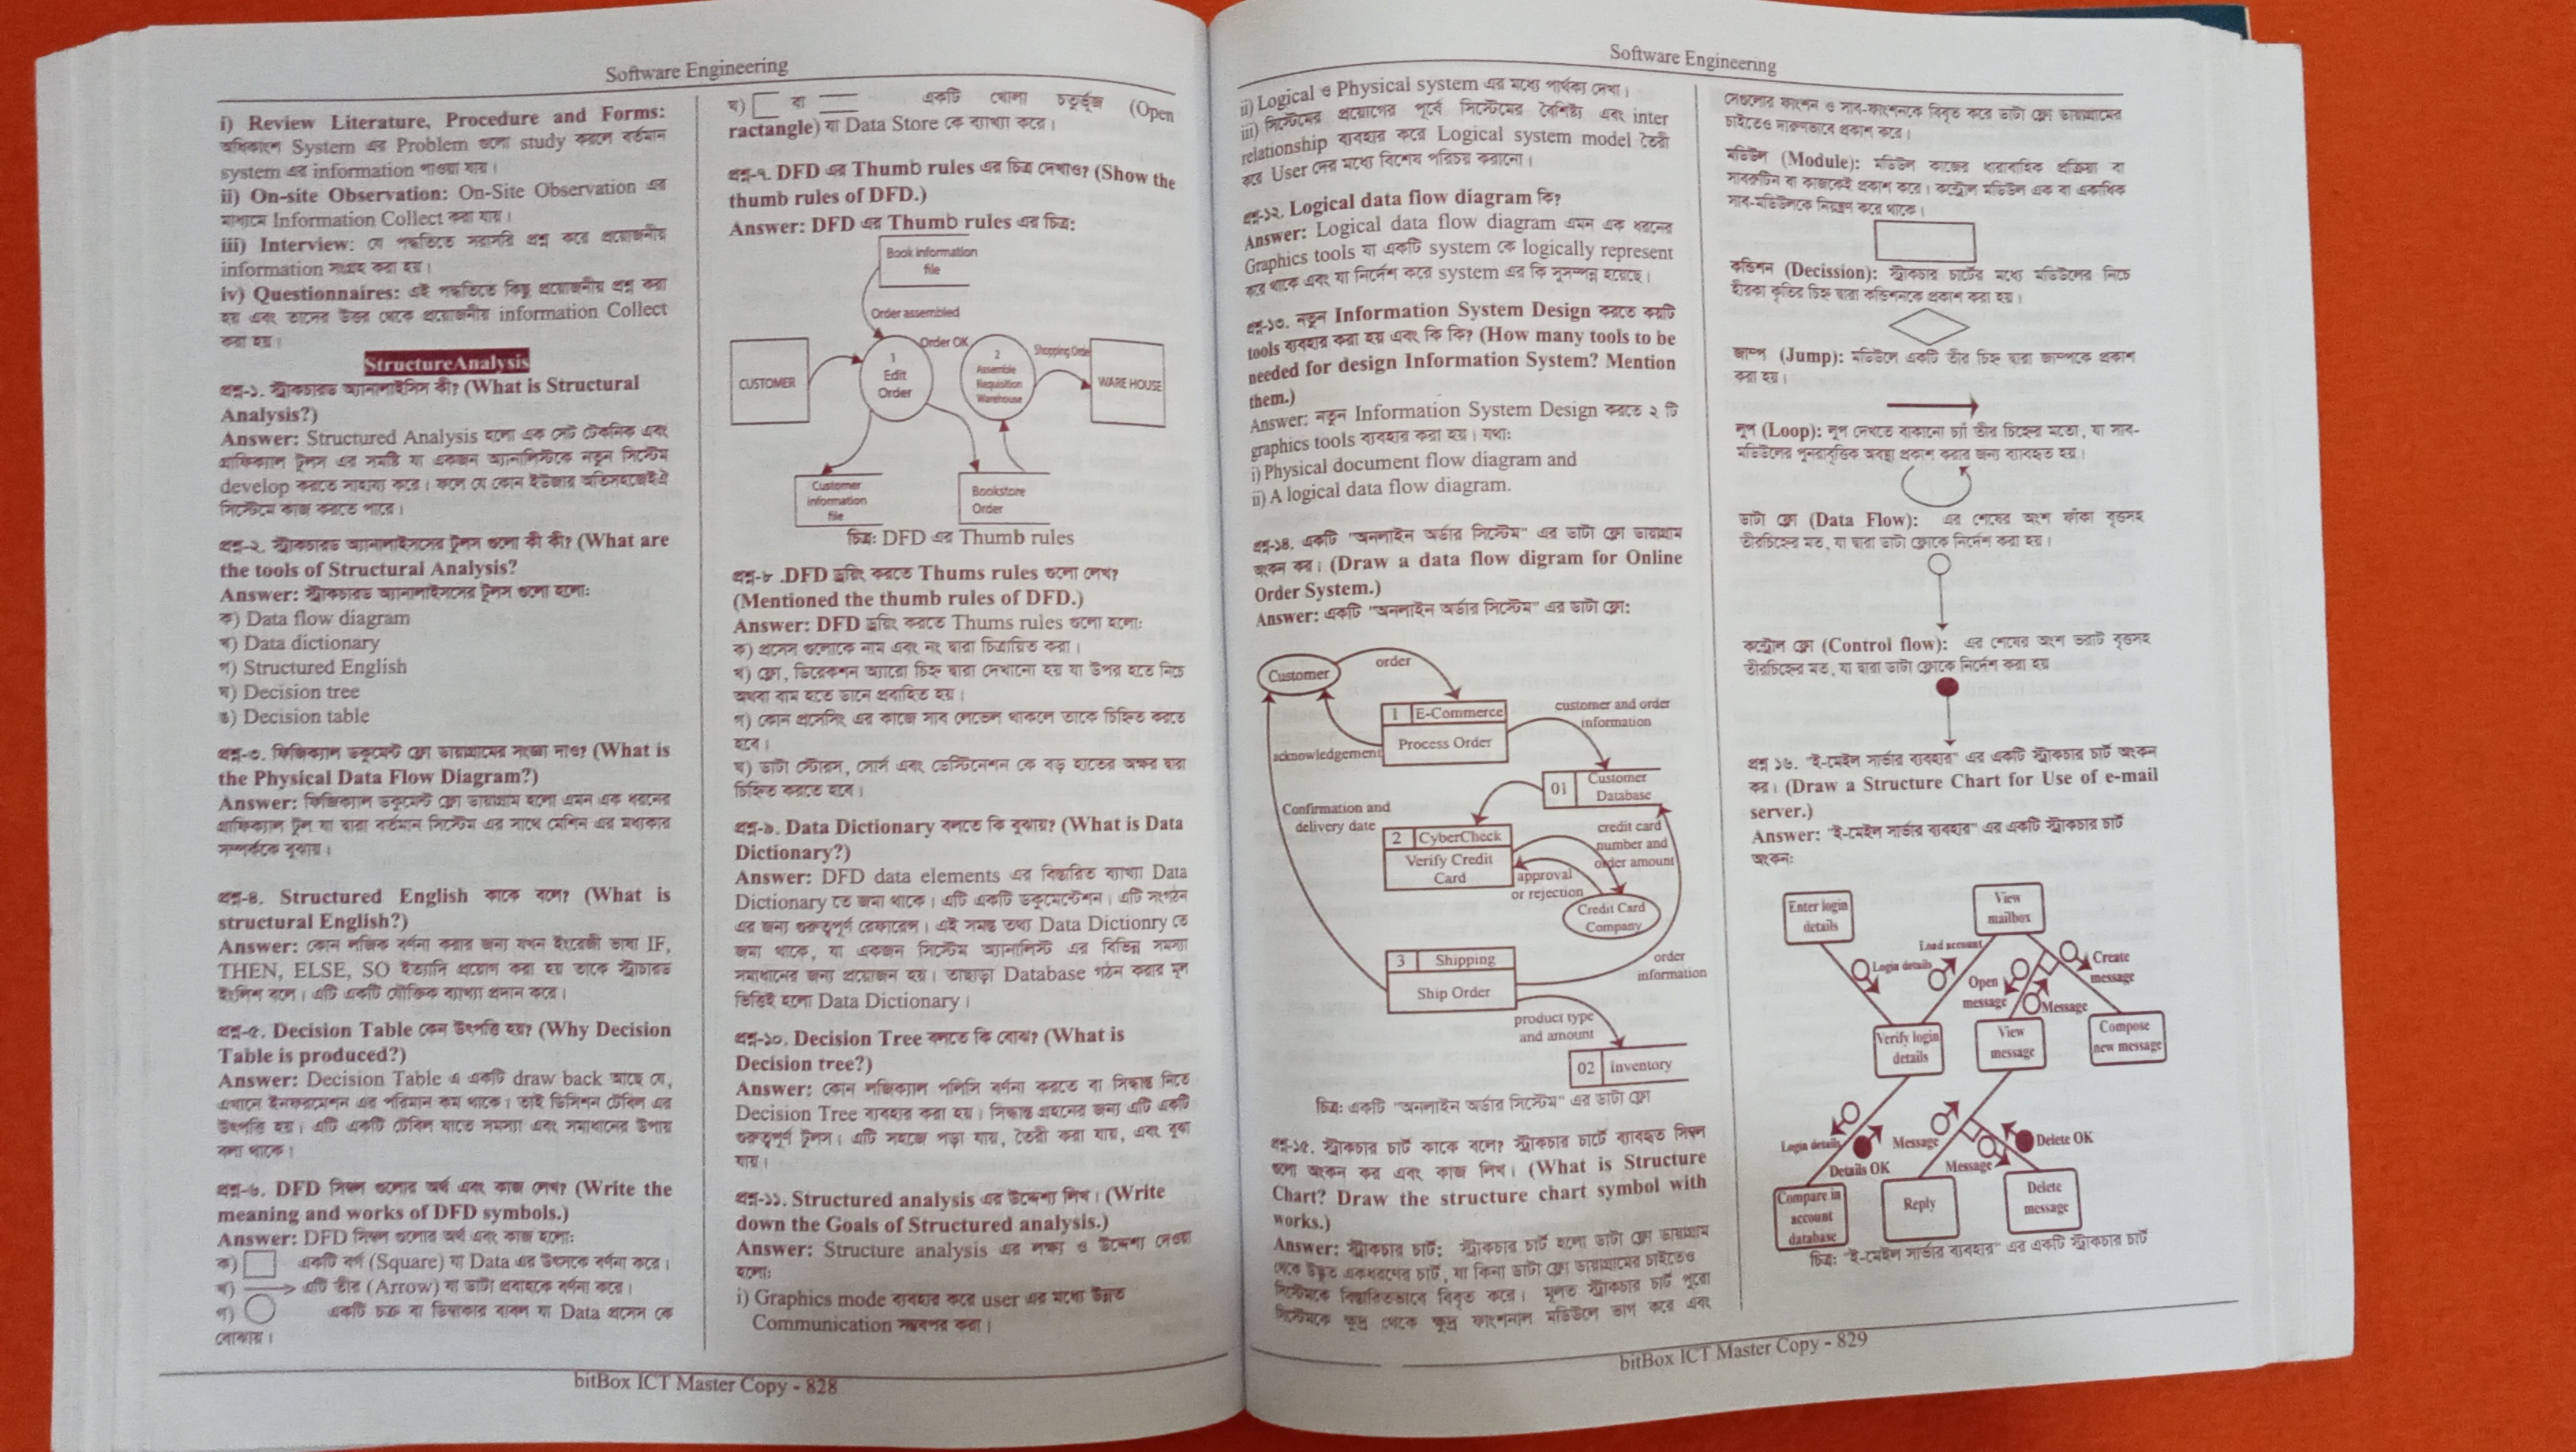 Software Engineering
i) Review Literature, Procedure and Forms:
অধিকাংশ System এর Problem গুলো study করলে বর্তমান
system এর information পাওয়া যায়।
ii) On-site Observation: On-Site Observation এর
মাধ্যমে Information Collect করা যায়।
iii) Interview: যে পদ্ধতিতে সরাসরি প্রশ্ন করে প্রয়োজনীয়
information সংগ্রহ করা হয়।
iv) Questionnaires: এই পদ্ধতিতে কিছু প্রয়োজনীয় প্রশ্ন করা
হয় এবং তাদের উত্তর থেকে প্রয়োজনীয় information Collect
করা হয়।
StructureAnalysis
প্রশ্ন-১. স্ট্রাকচারড অ্যানালাইসিস কী? (What is Structural
Analysis?)
Answer: Structured Analysis হলো এক সেট টেকনিক এবং
গ্রাফিক্যাল টুলস এর সমষ্টি যা একজন অ্যানালিস্টকে নতুন সিস্টেম
develop করতে সাহায্য করে। ফলে যে কোন ইউজার অতিসহজেইঐ
সিস্টেমে কাজ করতে পারে।
প্রশ্ন-২. স্ট্রাকচারড অ্যানালাইসসের টুলস গুলো কী কী? (What are
the tools of Structural Analysis?
Answer: স্ট্রাকচারড অ্যানালাইসসের টুলস গুলো হলো:
ক) Data flow diagram
খ) Data dictionary
গ) Structured English
ঘ) Decision tree
ঙ) Decision table
প্রশ্ন-৩. ফিজিক্যাল ডকুমেন্ট ফ্লো ডায়াগ্রামের সংজ্ঞা দাও? (What is
the Physical Data Flow Diagram?)
Answer: ফিজিক্যাল ডকুমেন্ট ফ্লো ডায়াগ্রাম হলো এমন এক ধরনের
গ্রাফিক্যাল টুল যা দ্বারা বর্তমান সিস্টেম এর সাথে মেশিন এর মধ্যকার
সম্পর্ককে বুঝায়।
প্রশ্ন-৪. Structured English কাকে বলে? (What is
structural English?)
Answer: কোন লজিক বর্ণনা করার জন্য যখন ইংরেজী ভাষা IF,
THEN, ELSE, SO ইত্যাদি প্রয়োগ করা হয় তাকে স্ট্রাচারড
ইংলিশ বলে। এটি একটি যৌক্তিক ব্যাখ্যা প্রদান করে।
প্রশ্ন-৫. Decision Table কেন উৎপত্তি হয়? (Why Decision
Table is produced?)
Answer: Decision Table এ একটি draw back আছে যে,
এখানে ইনফরমেশন এর পরিমান কম থাকে। তাই ডিসিশন টেবিল এর
উৎপত্তি হয়। এটি একটি টেবিল যাতে সমস্যা এবং সমাধানের উপায়
বলা থাকে।
প্রশ্ন-৬. DFD সিম্বল গুলোর অর্থ এবং কাজ লেখ? (Write the
meaning and works of DFD symbols.)
Answer: DFD সিম্বল গুলোর অর্থ এবং কাজ হলো:
ক) একটি বর্গ (Square) যা Data এর উৎসকে বর্ণনা করে।
খ) এটি তীর (Arrow) যা ডাটা প্রবাহকে বর্ণনা করে।
গ) একটি চক্র বা ডিম্বাকার বাবল যা Data প্রসেস কে
বোঝায়।
ঘ) বা একটি খোলা চতুর্ভূজ (Open
ractangle) যা Data Store কে ব্যাখ্যা করে।
প্রশ্ন-৭. DFD এর Thumb rules এর চিত্র দেখাও? (Show the
thumb rules of DFD.)
Answer: DFD এর Thumb rules এর চিত্র:
Book information
file
Order assembled
CUSTOMER
1
Edit
Order
Order OK
2
Assemble
Requisition
Warehouse
Shopping Order
WARE HOUSE
Customer
information
file
Bookstore
Order
চিত্র: DFD এর Thumb rules
প্রশ্ন-৮ .DFD ড্রয়িং করতে Thums rules গুলো লেখ?
(Mentioned the thumb rules of DFD.)
Answer: DFD ড্রয়িং করতে Thums rules গুলো হলো:
ক) প্রসেস গুলোকে নাম এবং নং দ্বারা চিত্রায়িত করা।
খ) ফ্লো, ডিরেকশন অ্যারো চিহ্ন দ্বারা দেখানো হয় যা উপর হতে নিচে
অথবা বাম হতে ডানে প্রবাহিত হয়।
গ) কোন প্রসেসিং এর কাজে সাব লেভেল থাকলে তাকে চিহ্নিত করতে
হবে।
ঘ) ডাটা স্টোরস, সোর্স এবং ডেস্টিনেশন কে বড় হাতের অক্ষর দ্বারা
চিহ্নিত করতে হবে।
প্রশ্ন-৯. Data Dictionary বলতে কি বুঝায়? (What is Data
Dictionary?)
Answer: DFD data elements এর বিস্তারিত ব্যাখ্যা Data
Dictionary তে জমা থাকে। এটি একটি ডকুমেন্টেশন। এটি সংগঠন
এর জন্য গুরুত্বপূর্ণ রেফারেন্স। এই সমস্ত তথ্য Data Dictionry তে
জমা থাকে, যা একজন সিস্টেম অ্যানালিস্ট এর বিভিন্ন সমস্যা
সমাধানের জন্য প্রয়োজন হয়। তাছাড়া Database গঠন করার মূল
ভিত্তিই হলো Data Dictionary।
প্রশ্ন-১০. Decision Tree বলতে কি বোঝ? (What is
Decision tree?)
Answer: কোন লজিক্যাল পলিসি বর্ণনা করতে বা সিদ্ধান্ত নিতে
Decision Tree ব্যবহার করা হয়। সিদ্ধান্ত গ্রহনের জন্য এটি একটি
গুরুত্বপূর্ণ টুলস। এটি সহজে পড়া যায়, তৈরী করা যায়, এবং বুঝা
যায়।
প্রশ্ন-১১. Structured analysis এর উদ্দেশ্য লিখ। (Write
down the Goals of Structured analysis.)
Answer: Structure analysis এর লক্ষ্য ও উদ্দেশ্য দেওয়া
হলো:
i) Graphics mode ব্যবহার করে user এর মধ্যে উন্নত
Communication সম্ভবপর করা।
bitBox ICT Master Copy - 828
Software Engineering
ii) Logical ও Physical system এর মধ্যে পার্থক্য দেখা।
iii) সিস্টেমের প্রয়োগের পূর্বে সিস্টেমের বৈশিষ্ট্য এবং inter
relationship ব্যবহার করে Logical system model তৈরী
করে User দের মধ্যে বিশেষ পরিচয় করানো।
প্রশ্ন-১২. Logical data flow diagram কি?
Answer: Logical data flow diagram এমন এক ধরনের
Graphics tools যা একটি system কে logically represent
করে থাকে এবং যা নির্দেশ করে system এর কি সুসম্পন্ন হয়েছে।
প্রশ্ন-১৩. নতুন Information System Design করতে কয়টি
tools ব্যবহার করা হয় এবং কি কি? (How many tools to be
needed for design Information System? Mention
them.)
Answer: নতুন Information System Design করতে ২ টি
graphics tools ব্যবহার করা হয়। যথা:
i) Physical document flow diagram and
ii) A logical data flow diagram.
প্রশ্ন-১৪. একটি "অনলাইন অর্ডার সিস্টেম" এর ডাটা ফ্লো ডায়াগ্রাম
অংকন কর। (Draw a data flow digram for Online
Order System.)
Answer: একটি "অনলাইন অর্ডার সিস্টেম" এর ডাটা ফ্লো:
Customer
order
1 E-Commerce
Process Order
customer and order
information
acknowledgement
01 Customer
Database
Confirmation and
delivery date
2 CyberCheck
Verify Credit
Card
credit card
number and
order amount
approval
or rejection
Credit Card
Company
3 Shipping
Ship Order
order
information
product type
and amount
02 Inventory
চিত্র: একটি "অনলাইন অর্ডার সিস্টেম" এর ডাটা ফ্লো
প্রশ্ন-১৫. স্ট্রাকচার চার্ট কাকে বলে? স্ট্রাকচার চার্টে ব্যবহৃত সিম্বল
গুলো অংকন কর এবং কাজ লিখ। (What is Structure
Chart? Draw the structure chart symbol with
works.)
Answer: স্ট্রাকচার চার্ট: স্ট্রাকচার চার্ট হলো ডাটা ফ্লো ডায়াগ্রাম
থেকে উদ্ভূত একধরণের চার্ট, যা কিনা ডাটা ফ্লো ডায়াগ্রামের চাইতেও
সিস্টেমকে বিস্তারিতভাবে বিবৃত করে। মূলত স্ট্রাকচার চার্ট পুরো
সিস্টেমকে ক্ষুদ্র থেকে ক্ষুদ্র ফাংশনাল মডিউলে ভাগ করে এবং
সেগুলোর ফাংশন ও সাব-ফাংশনকে বিবৃত করে ডাটা ফ্লো ডায়াগ্রামের
চাইতেও দারুণভাবে প্রকাশ করে।
মডিউল (Module): মডিউল কাজের ধারাবাহিক প্রক্রিয়া বা
সাবরুটিন বা কাজকেই প্রকাশ করে। কন্ট্রোল মডিউল এক বা একাধিক
সাব-মডিউলকে নিয়ন্ত্রণ করে থাকে।
কন্ডিশন (Decission): স্ট্রাকচার চার্টের মধ্যে মডিউলের নিচে
হীরকা কৃতির চিহ্ন দ্বারা কন্ডিশনকে প্রকাশ করা হয়।
জাম্প (Jump): মডিউলে একটি তীর চিহ্ন দ্বারা জাম্পকে প্রকাশ
করা হয়।
লুপ (Loop): লুপ দেখতে বাকানো চ্যাঁ তীর চিহ্নের মতো, যা সাব-
মডিউলের পুনরাবৃত্তিক অবস্থা প্রকাশ করার জন্য ব্যাবহৃত হয়।
ডাটা ফ্লো (Data Flow): এর শেষের অংশ ফাঁকা বৃত্তসহ
তীরচিহ্নের মত, যা দ্বারা ডাটা ফ্লোকে নির্দেশ করা হয়।
কন্ট্রোল ফ্লো (Control flow): এর শেষের অংশ ভরাট বৃত্তসহ
তীরচিহ্নের মত, যা দ্বারা ডাটা ফ্লোকে নির্দেশ করা হয়
প্রশ্ন ১৬. "ই-মেইল সার্ভার ব্যবহার" এর একটি স্ট্রাকচার চার্ট অংকন
কর। (Draw a Structure Chart for Use of e-mail
server.)
Answer: "ই-মেইল সার্ভার ব্যবহার" এর একটি স্ট্রাকচার চার্ট
অংকন:
Enter login
details
View
mailbox
Login details
Load account
Open
message
Message
Create
message
Verify login
details
View
message
Compose
new message
Login details
Details OK
Message
Message
Delete OK
Compare in
account
database
Reply
Delete
message
চিত্র: "ই-মেইল সার্ভার ব্যবহার" এর একটি স্ট্রাকচার চার্ট
bitBox ICT Master Copy - 829